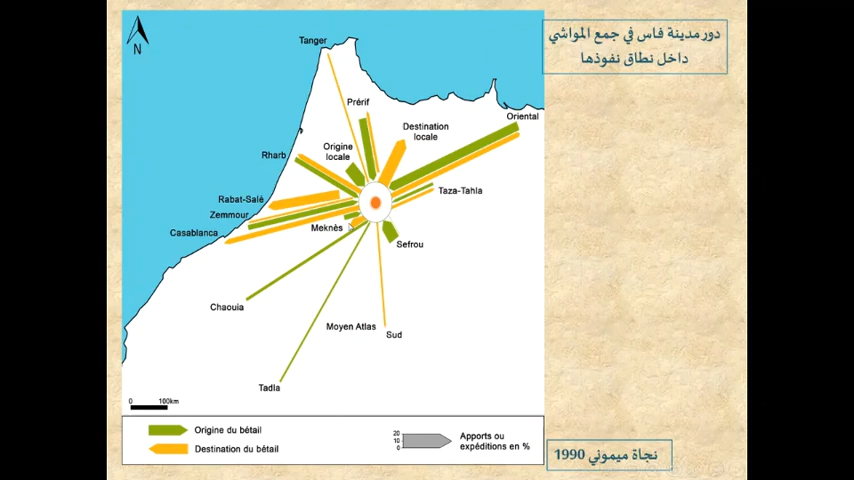 دور مدينة فاس في جمع المواشي
داخل نطاق نفوذها
N
Tanger
Prérif
Destination
locale
Oriental
Origine
locale
Rharb
Taza-Tahla
Rabat-Salé
Zemmour
Casablanca
Meknès
Sefrou
Chaouia
Moyen Atlas
Sud
Tadla
0 100km
Origine du bétail
Destination du bétail
20
10
0
Apports ou
expéditions en %
نجاة ميموني 1990